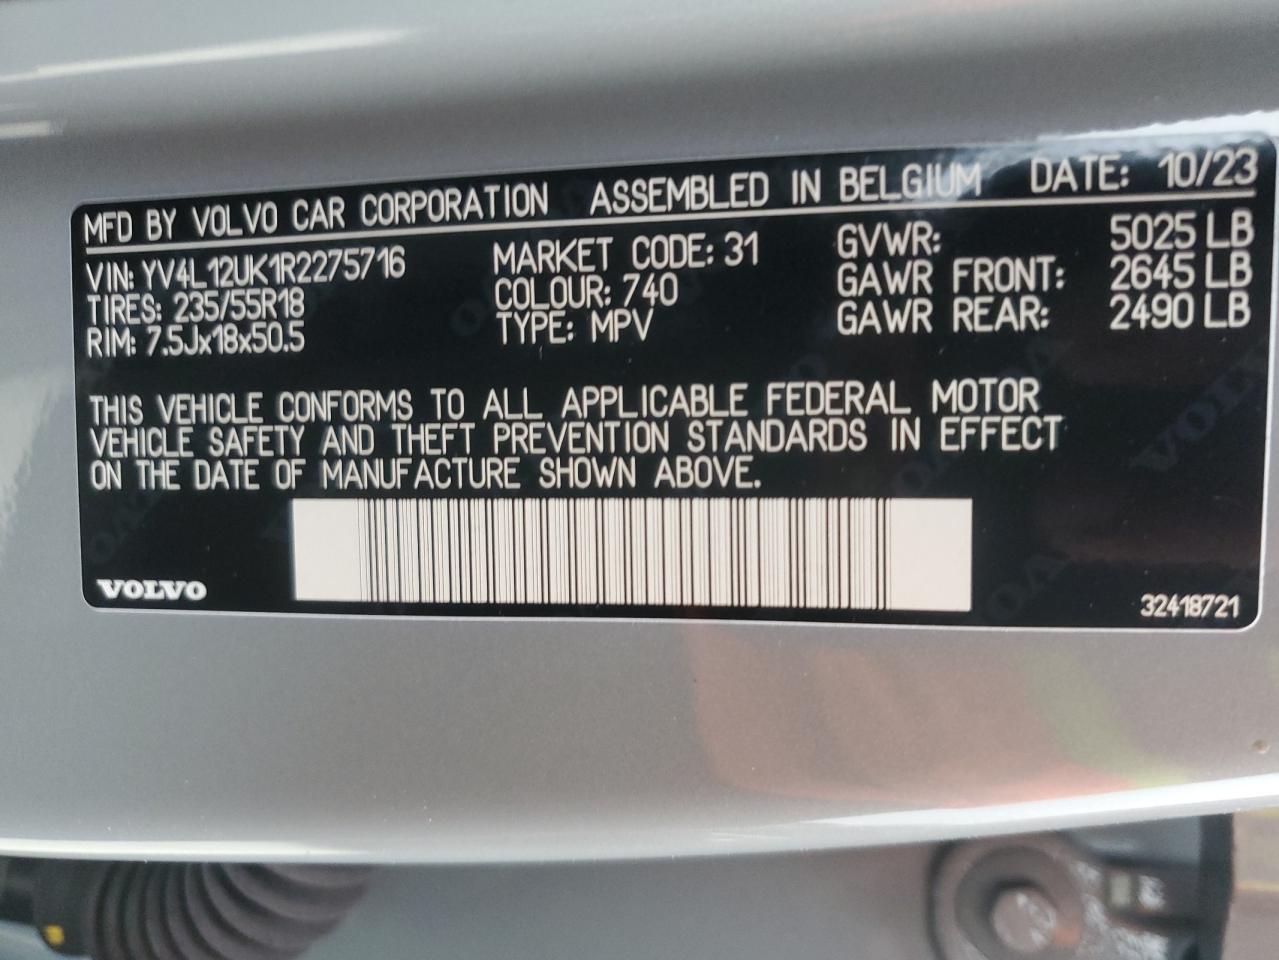 MFD BY VOLVO CAR CORPORATION ASSEMBLED IN BELGIUM DATE: 10/23
VIN: YV4L12UK1R2275716 MARKET CODE: 31 GVWR: 5025 LB
TIRES: 235/55R18 COLOUR: 740 GAWR FRONT: 2645 LB
RIM: 7.5Jx18x50.5 TYPE: MPV GAWR REAR: 2490 LB
THIS VEHICLE CONFORMS TO ALL APPLICABLE FEDERAL MOTOR
VEHICLE SAFETY AND THEFT PREVENTION STANDARDS IN EFFECT
ON THE DATE OF MANUFACTURE SHOWN ABOVE.
VOLVO
32418721